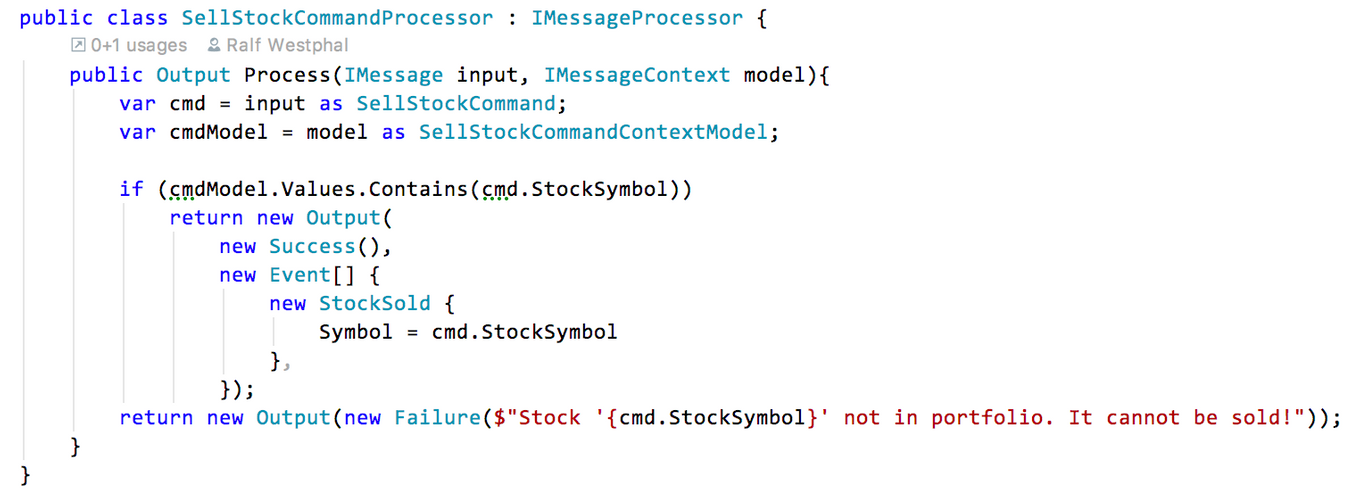 public class SellStockCommandProcessor : IMessageProcessor {
0+1 usages Ralf Westphal
public Output Process(IMessage input, IMessageContext model){
var cmd = input as SellStockCommand;
var cmdModel = model as SellStockCommandContextModel;
if (cmdModel.Values.Contains(cmd.StockSymbol))
return new Output(
new Success(),
new Event[] {
new StockSold {
Symbol = cmd.StockSymbol
},
});
return new Output(new Failure($"Stock '{cmd.StockSymbol}' not in portfolio. It cannot be sold!"));
}
}